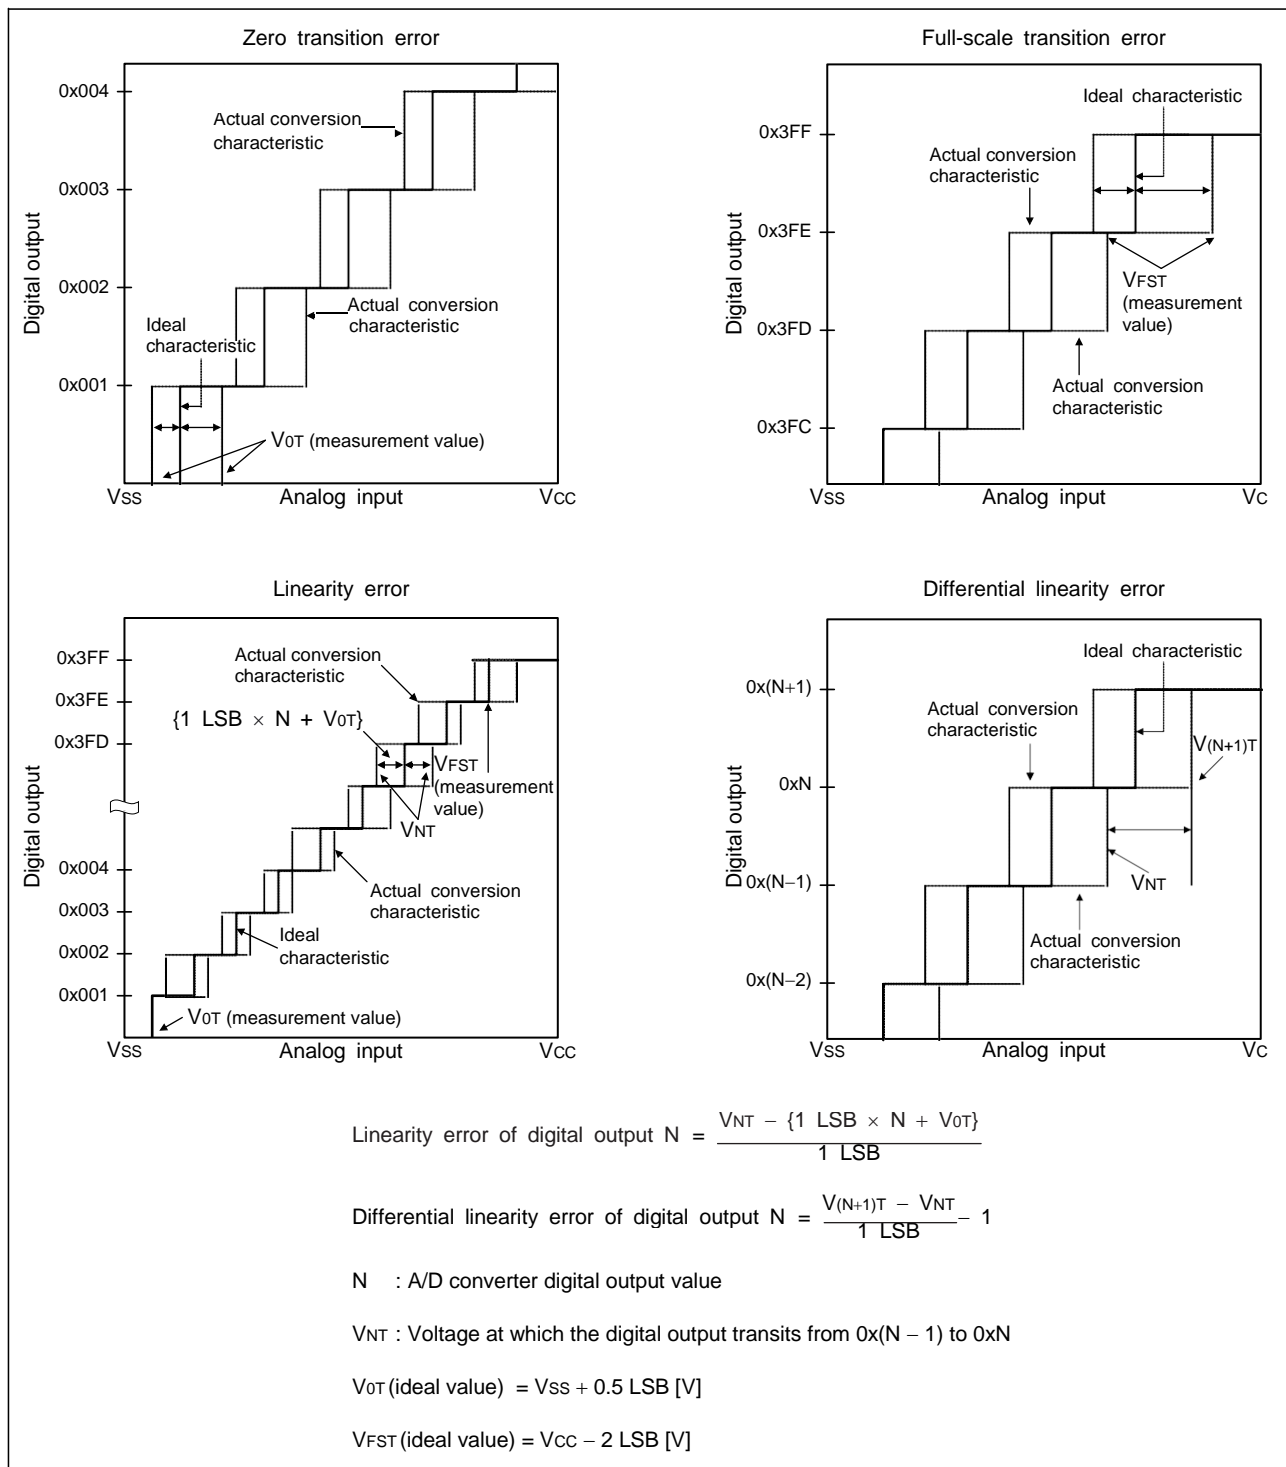 Zero transition error
0x004
0x003
0x002
0x001
Digital output
Actual conversion
characteristic
Actual conversion
characteristic
Ideal
characteristic
V0T (measurement value)
VSS
Analog input
VCC
Full-scale transition error
0x3FF
0x3FE
0x3FD
0x3FC
Digital output
Ideal characteristic
Actual conversion
characteristic
VFST
(measurement
value)
Actual conversion
characteristic
VSS
Analog input
VC
Linearity error
0x3FF
0x3FE
0x3FD
0x004
0x003
0x002
0x001
Digital output
Actual conversion
characteristic
{1 LSB × N + V0T}
VFST
(measurement
value)
VNT
Actual conversion
characteristic
Ideal
characteristic
V0T (measurement value)
VSS
Analog input
VCC
Differential linearity error
0x(N+1)
0xN
0x(N−1)
0x(N−2)
Digital output
Ideal characteristic
Actual conversion
characteristic
V(N+1)T
VNT
Actual conversion
characteristic
VSS
Analog input
VC
Linearity error of digital output N = VNT − {1 LSB × N + V0T}
1 LSB
Differential linearity error of digital output N = V(N+1)T − VNT − 1
1 LSB
N : A/D converter digital output value
VNT : Voltage at which the digital output transits from 0x(N − 1) to 0xN
V0T (ideal value) = VSS + 0.5 LSB [V]
VFST (ideal value) = VCC − 2 LSB [V]